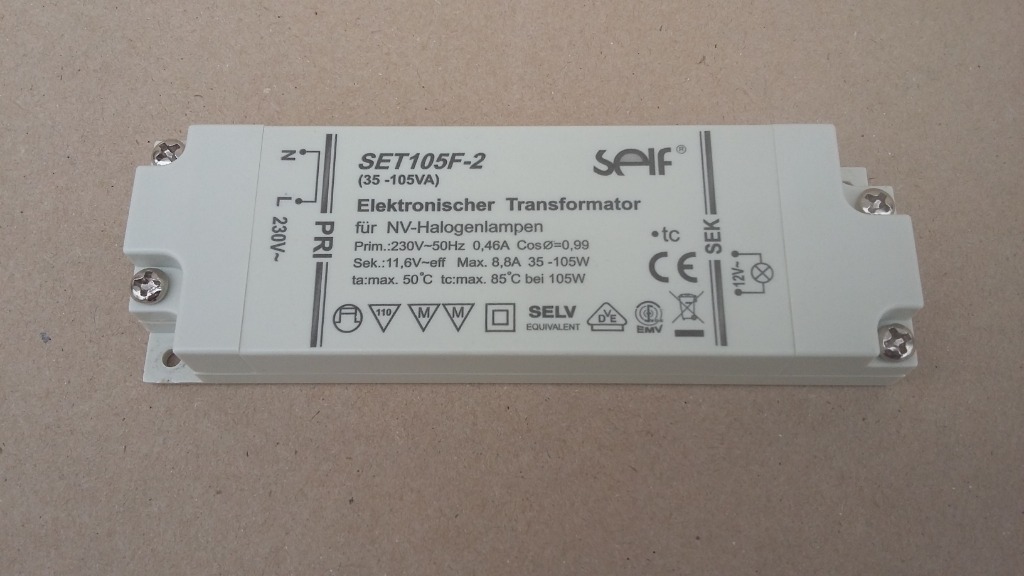 N
L 230V~
PRI
SET105F-2
(35 -105VA)
Self®
Elektronischer Transformator
für NV-Halogenlampen
Prim.:230V~50Hz 0,46A CosØ=0,99
Sek.:11,6V~eff Max. 8,8A 35 -105W
ta:max. 50°C tc:max. 85°C bei 105W
110
M
M
SELV
EQUIVALENT
DVE
EMV
•tc
CE
SEK
12V~